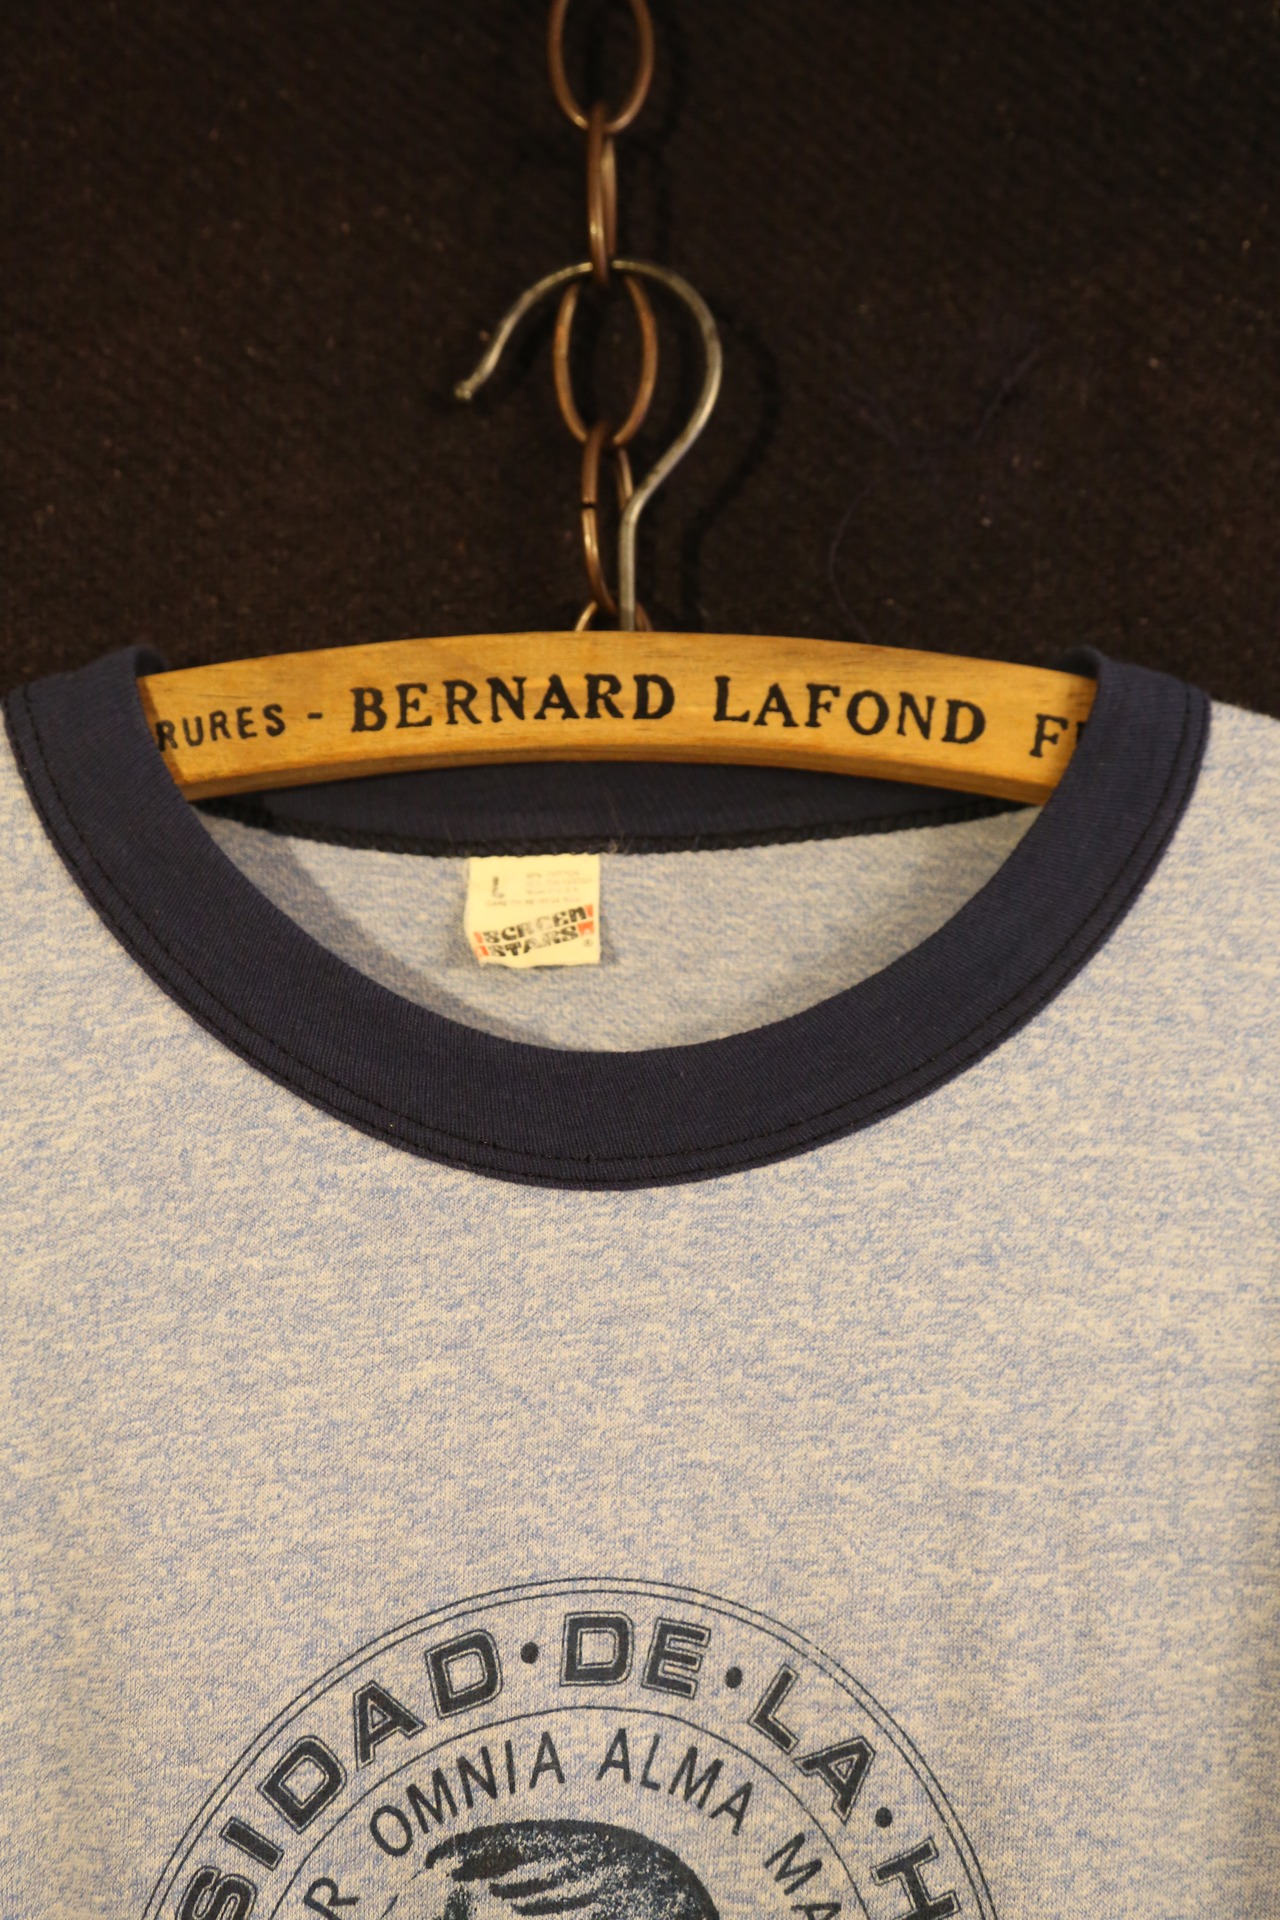 RURES - BERNARD LAFOND F
L
SCREEN
STARS®
SIDAD·DE·LA·H
R OMNIA ALMA MA